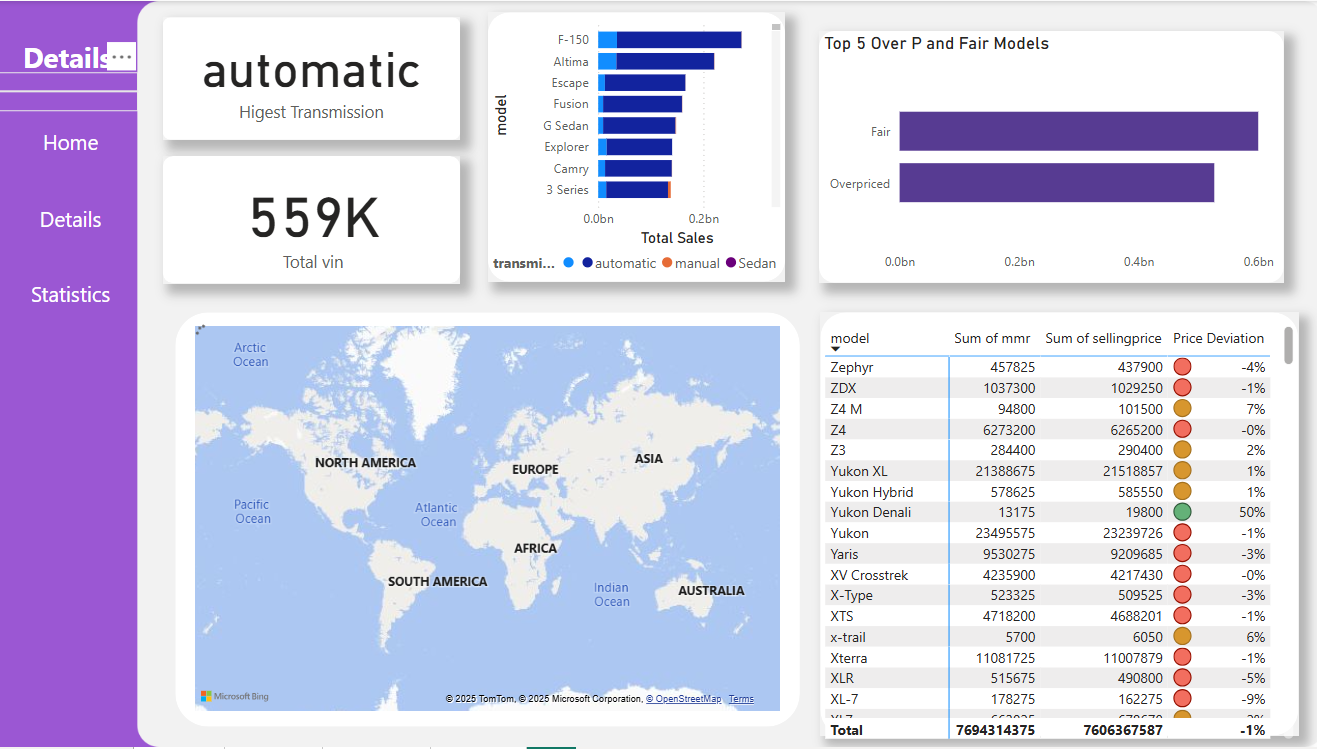 Details
Home
Details
Statistics
automatic
Higest Transmission
559K
Total vin
model
F-150
Altima
Escape
Fusion
G Sedan
Explorer
Camry
3 Series
0.0bn 0.2bn
Total Sales
transmi... automatic manual Sedan
Top 5 Over P and Fair Models
Fair
Overpriced
0.0bn 0.2bn 0.4bn 0.6bn
Arctic
Ocean
NORTH AMERICA
EUROPE
ASIA
Pacific
Ocean
Atlantic
Ocean
AFRICA
SOUTH AMERICA
Indian
Ocean
AUSTRALIA
Microsoft Bing
© 2025 TomTom, © 2025 Microsoft Corporation, © OpenStreetMap Terms
model Sum of mmr Sum of sellingprice Price Deviation
Zephyr 457825 437900 -4%
ZDX 1037300 1029250 -1%
Z4 M 94800 101500 7%
Z4 6273200 6265200 -0%
Z3 284400 290400 2%
Yukon XL 21388675 21518857 1%
Yukon Hybrid 578625 585550 1%
Yukon Denali 13175 19800 50%
Yukon 23495575 23239726 -1%
Yaris 9530275 9209685 -3%
XV Crosstrek 4235900 4217430 -0%
X-Type 523325 509525 -3%
XTS 4718200 4688201 -1%
x-trail 5700 6050 6%
Xterra 11081725 11007879 -1%
XLR 515675 490800 -5%
XL-7 178275 162275 -9%
Total 7694314375 7606367587 -1%